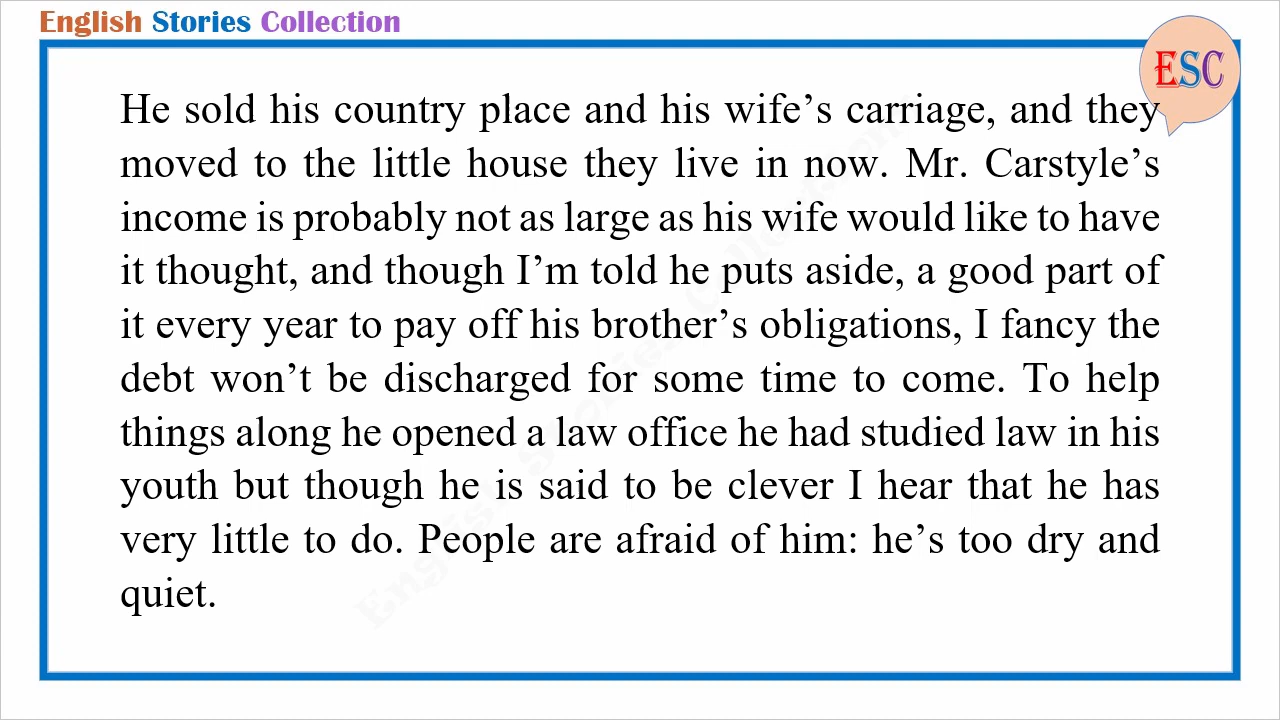 English Stories Collection
ESC
He sold his country place and his wife’s carriage, and they
moved to the little house they live in now. Mr. Carstyle’s
income is probably not as large as his wife would like to have
it thought, and though I’m told he puts aside, a good part of
it every year to pay off his brother’s obligations, I fancy the
debt won’t be discharged for some time to come. To help
things along he opened a law office he had studied law in his
youth but though he is said to be clever I hear that he has
very little to do. People are afraid of him: he’s too dry and
quiet.
English Stories Collection